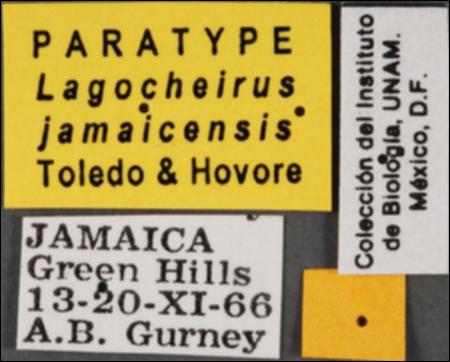 PARATYPE
Lagocheirus
jamaicensis
Toledo & Hovore
Colección del Instituto
de Biología, UNAM.
México, D.F.
JAMAICA
Green Hills
13-20-XI-66
A.B. Gurney